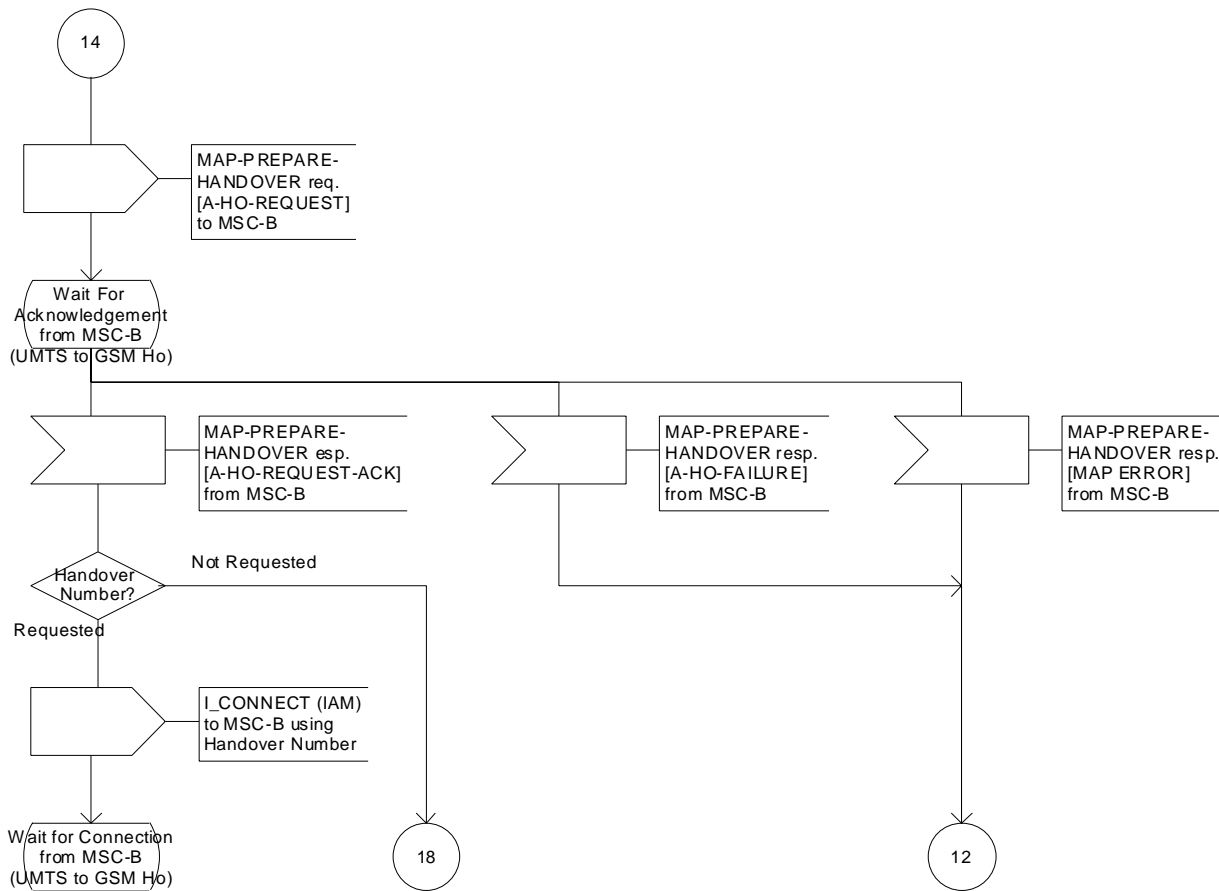 14
MAP-PREPARE-
HANDOVER req.
[A-HO-REQUEST]
to MSC-B
Wait For
Acknowledgement
from MSC-B
(UMTS to GSM Ho)
MAP-PREPARE-
HANDOVER esp.
[A-HO-REQUEST-ACK]
from MSC-B
MAP-PREPARE-
HANDOVER resp.
[A-HO-FAILURE]
from MSC-B
MAP-PREPARE-
HANDOVER resp.
[MAP ERROR]
from MSC-B
Handover
Number?
Not Requested
Requested
I_CONNECT (IAM)
to MSC-B using
Handover Number
Wait for Connection
from MSC-B
(UMTS to GSM Ho)
18
12